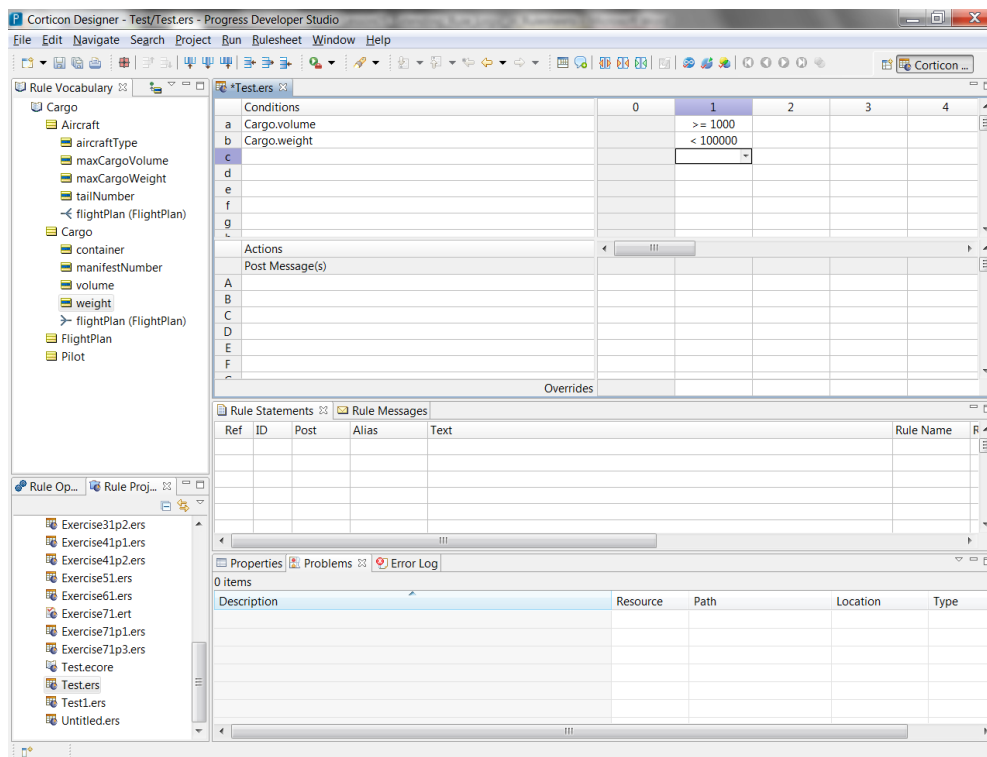 Corticon Designer - Test/Test.ers - Progress Developer Studio
File Edit Navigate Search Project Run Rulesheet Window Help
Corticon ...
Rule Vocabulary
Cargo
Aircraft
aircraftType
maxCargoVolume
maxCargoWeight
tailNumber
flightPlan (FlightPlan)
Cargo
container
manifestNumber
volume
weight
flightPlan (FlightPlan)
FlightPlan
Pilot
*Test.ers
Conditions 0 1 2 3 4
a Cargo.volume >= 1000
b Cargo.weight < 100000
c
d
e
f
g
Actions
Post Message(s)
A
B
C
D
E
F
Overrides
Rule Statements Rule Messages
Ref ID Post Alias Text Rule Name R
Rule Op... Rule Proj...
Exercise31p2.ers
Exercise41p1.ers
Exercise41p2.ers
Exercise51.ers
Exercise61.ers
Exercise71.ert
Exercise71p1.ers
Exercise71p3.ers
Test.ecore
Test.ers
Test1.ers
Untitled.ers
Properties Problems Error Log
0 items
Description Resource Path Location Type